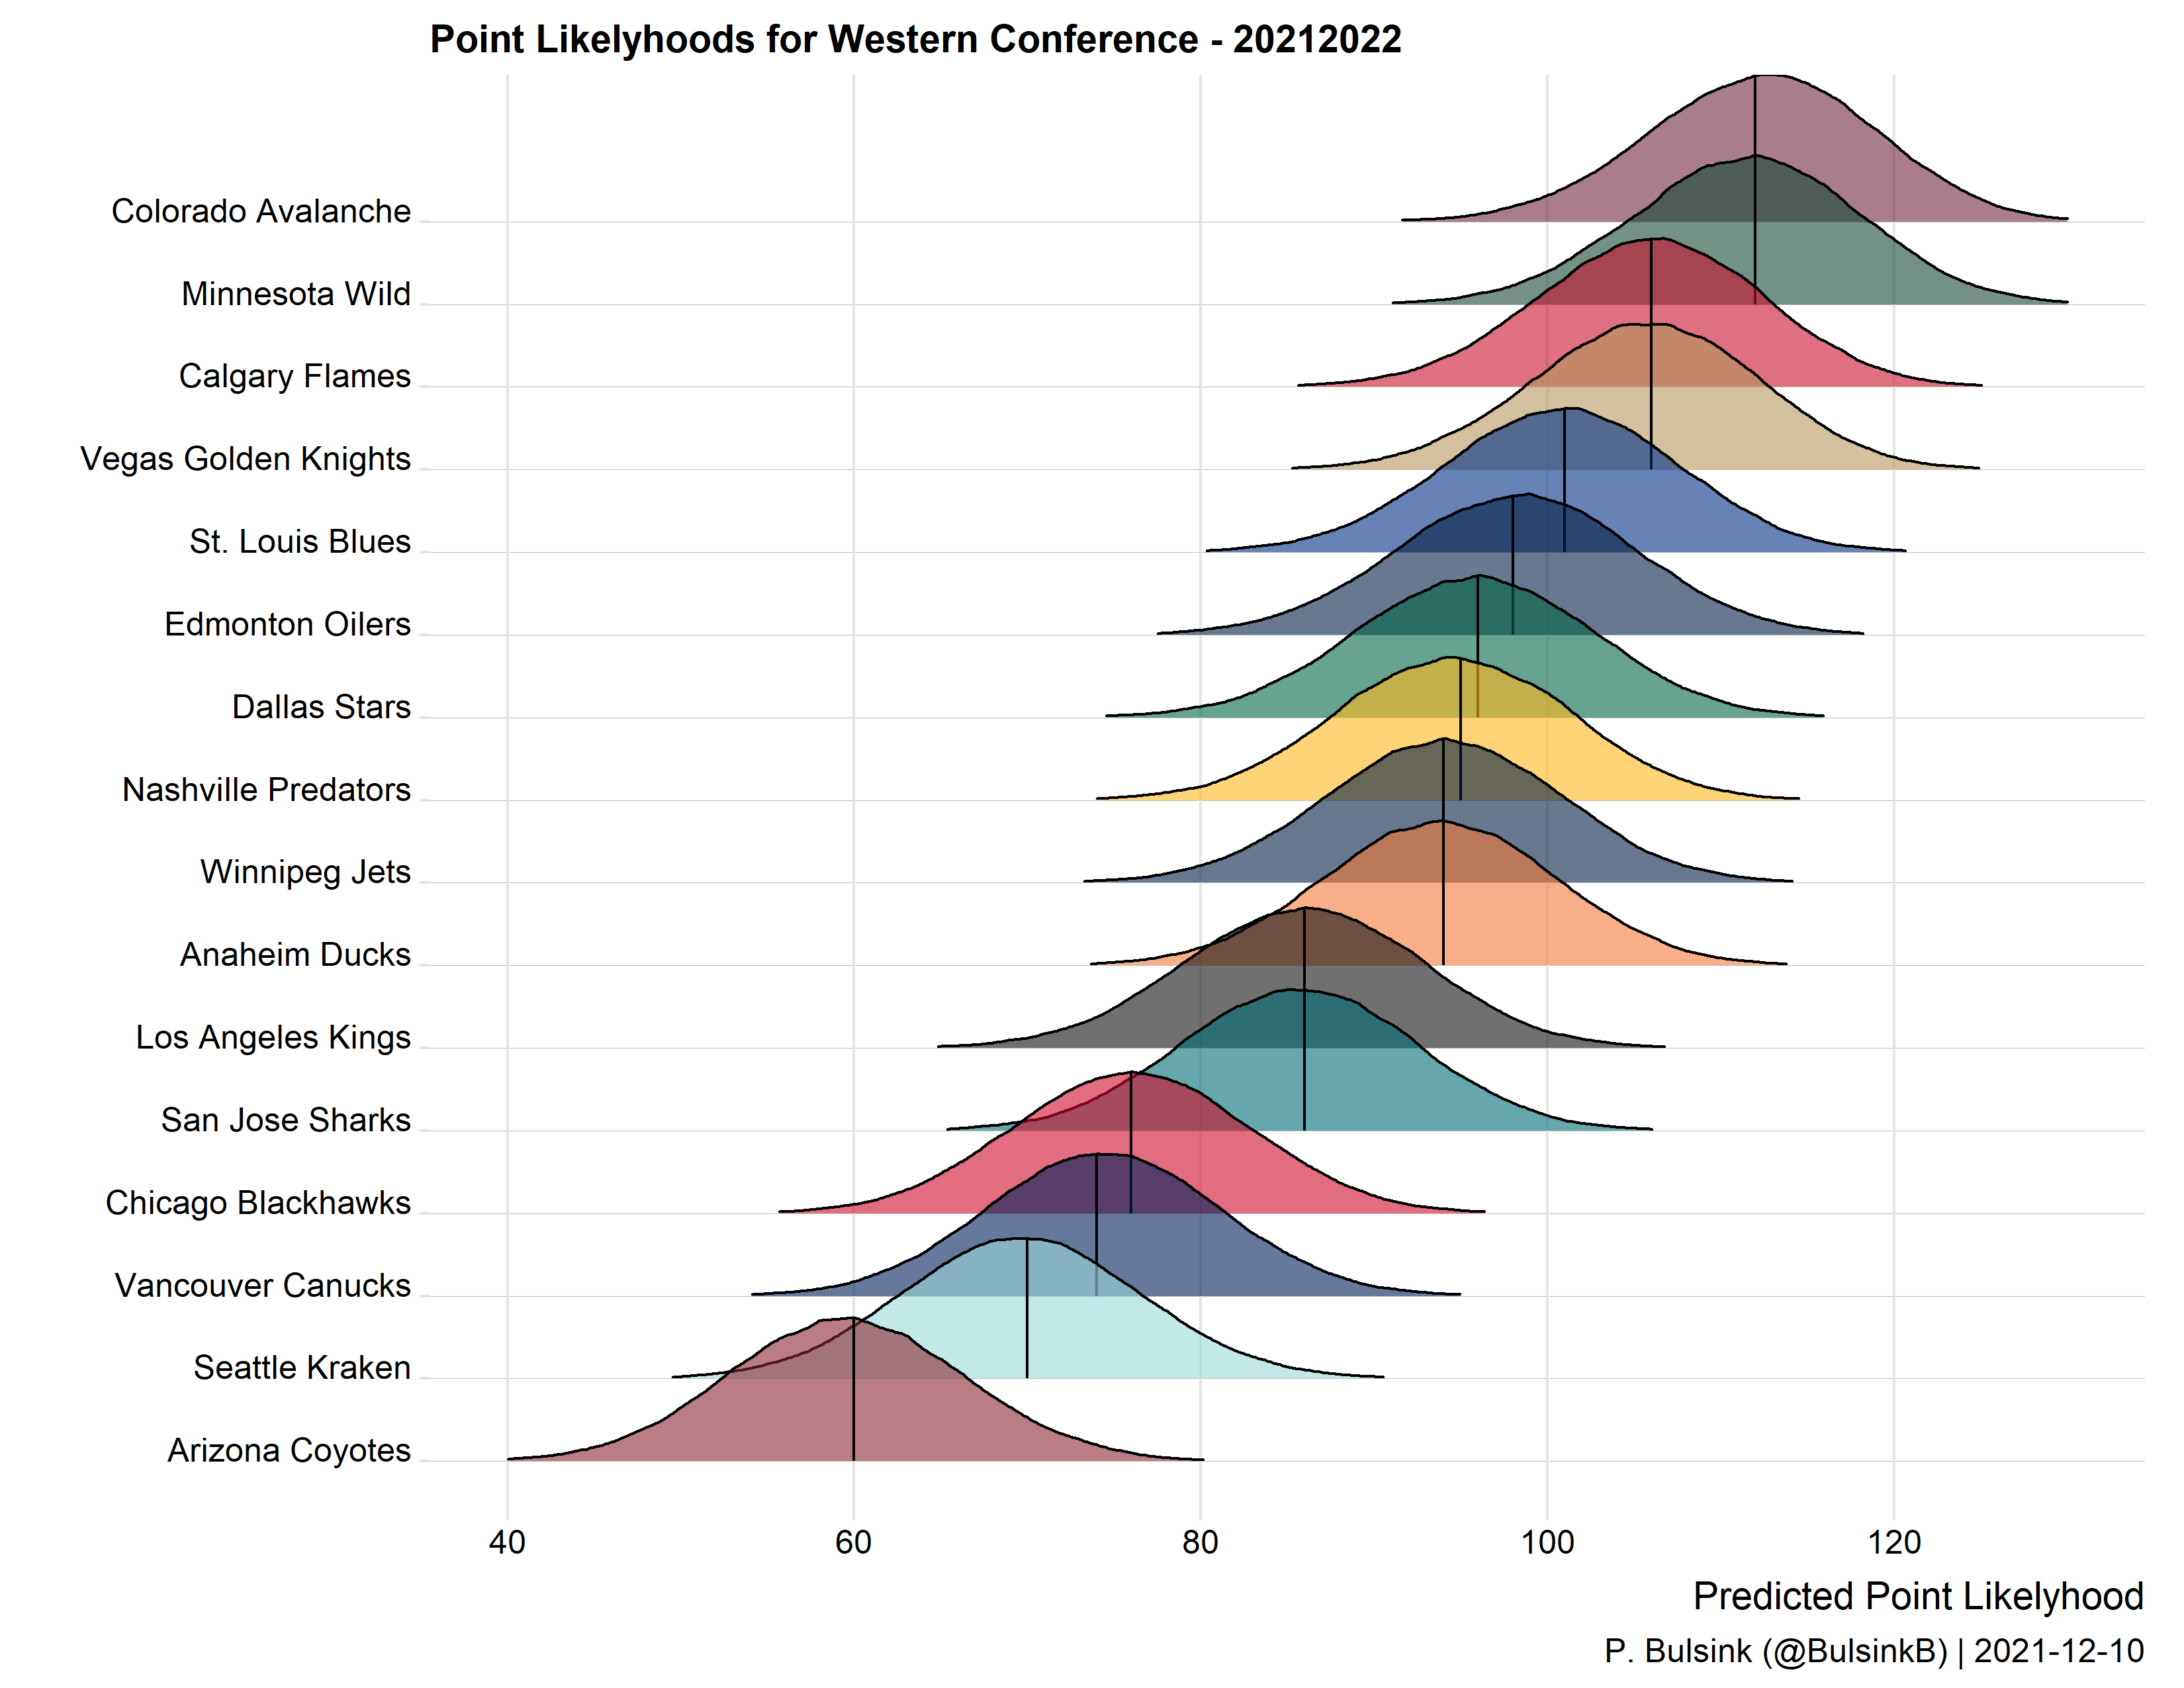 Point Likelyhoods for Western Conference - 20212022
Colorado Avalanche
Minnesota Wild
Calgary Flames
Vegas Golden Knights
St. Louis Blues
Edmonton Oilers
Dallas Stars
Nashville Predators
Winnipeg Jets
Anaheim Ducks
Los Angeles Kings
San Jose Sharks
Chicago Blackhawks
Vancouver Canucks
Seattle Kraken
Arizona Coyotes
40 60 80 100 120
Predicted Point Likelyhood
P. Bulsink (@BulsinkB) | 2021-12-10